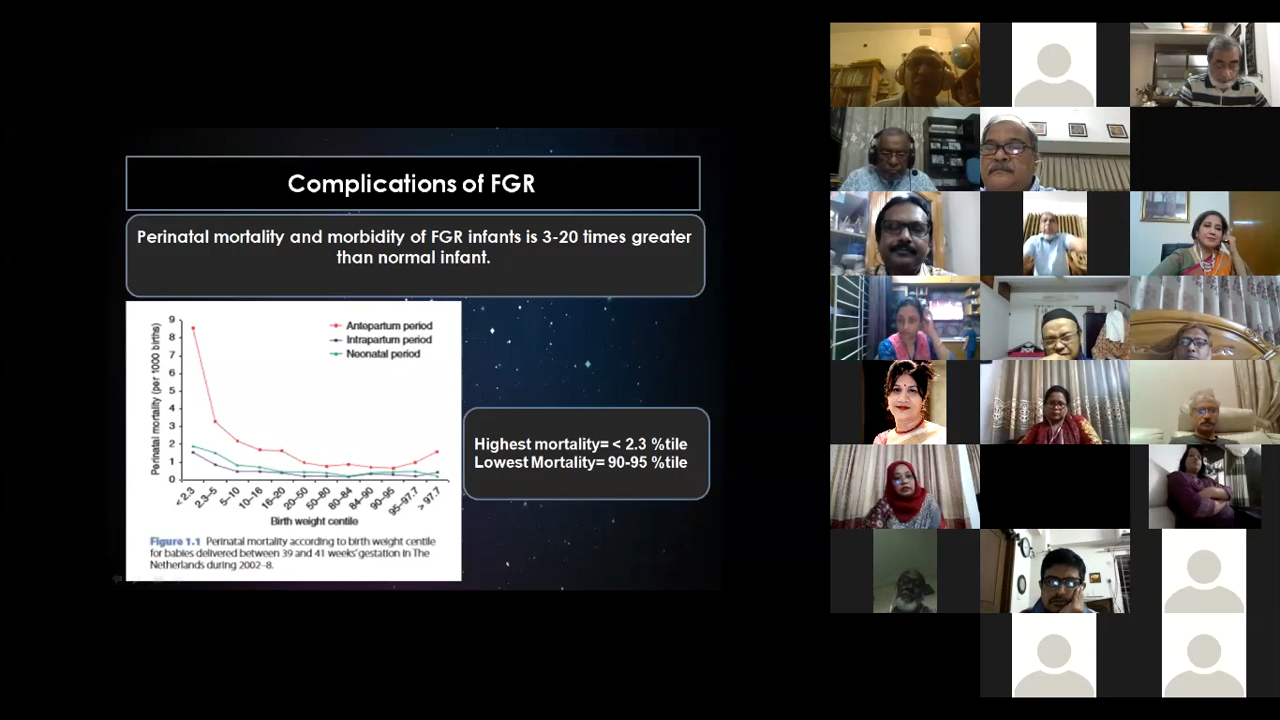 Complications of FGR
Perinatal mortality and morbidity of FGR infants is 3-20 times greater
than normal infant.
Perinatal mortality (per 1000 births)
9
8
7
6
5
4
3
2
1
0
Antepartum period
Intrapartum period
Neonatal period
< 2.3
2.3–5
5–10
10–16
16–20
20–50
50–80
80–84
84–90
90–95
95–97.7
> 97.7
Birth weight centile
Figure 1.1 Perinatal mortality according to birth weight centile
for babies delivered between 39 and 41 weeks' gestation in The
Netherlands during 2002–8.
Highest mortality= < 2.3 %tile
Lowest Mortality= 90-95 %tile